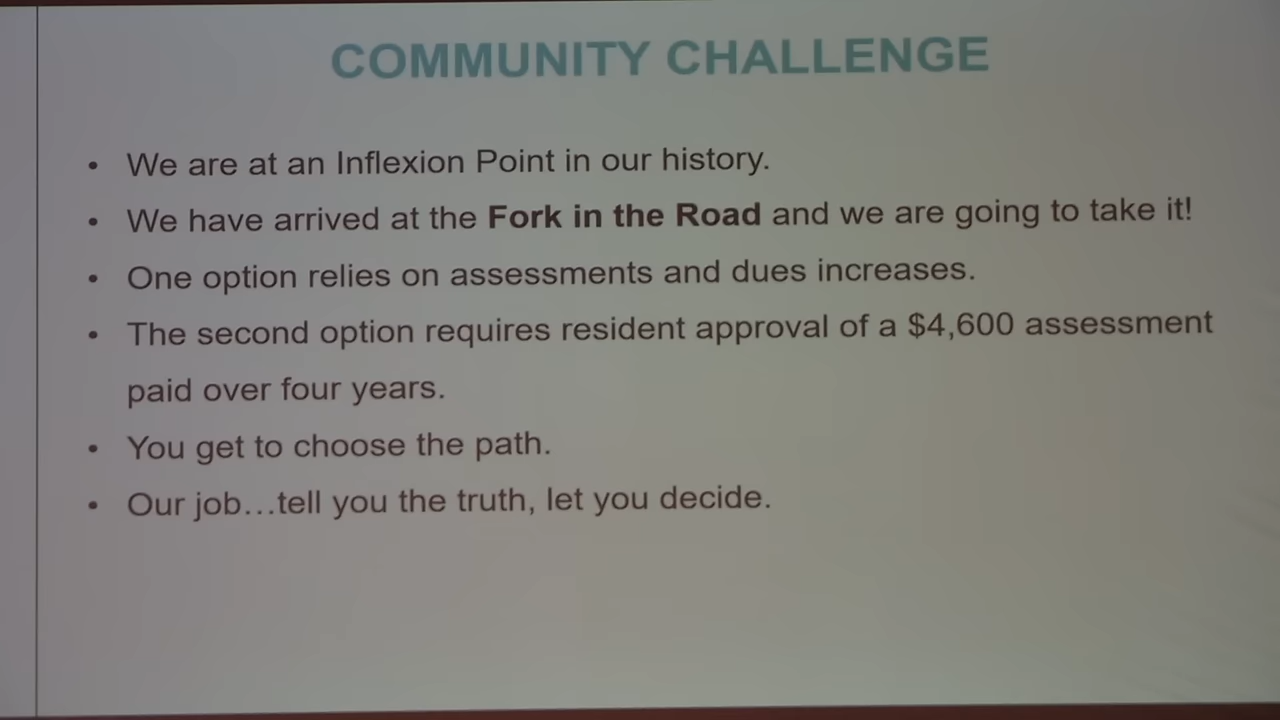 COMMUNITY CHALLENGE
• We are at an Inflexion Point in our history.
• We have arrived at the Fork in the Road and we are going to take it!
• One option relies on assessments and dues increases.
• The second option requires resident approval of a $4,600 assessment
paid over four years.
• You get to choose the path.
• Our job…tell you the truth, let you decide.